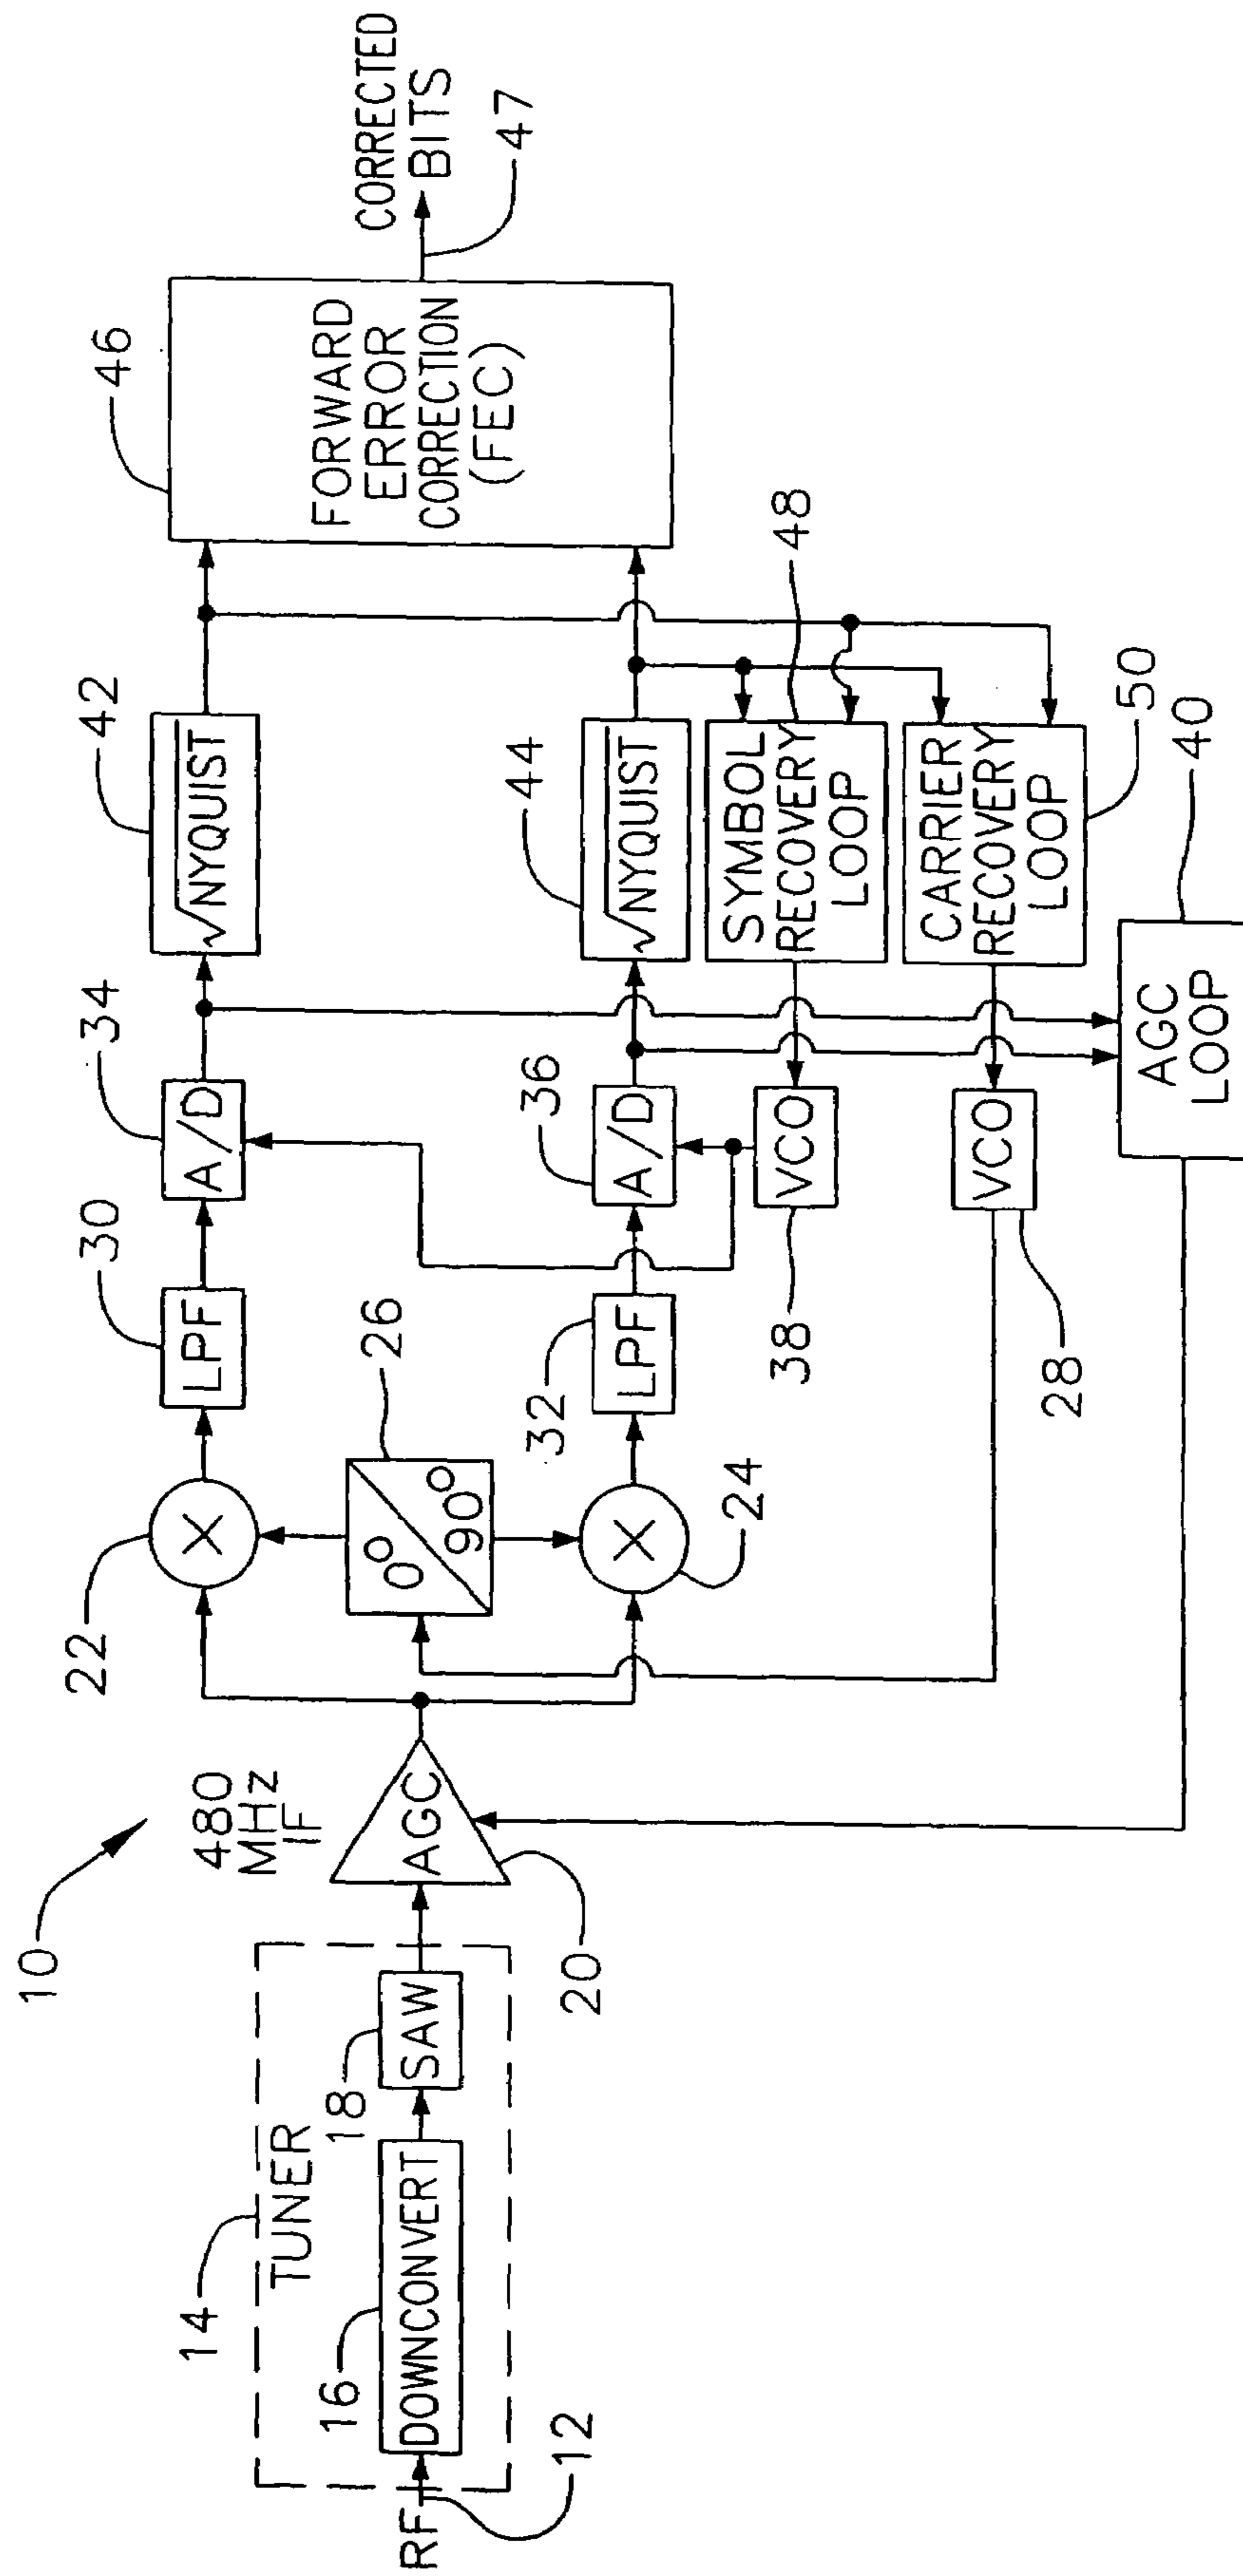 10
14
TUNER
RF
12
16
DOWNCONVERT
18
SAW
480
MHz
IF
AGC
20
22
X
26
0°
90°
X
24
30
LPF
32
LPF
34
A/D
36
A/D
38
VCO
28
VCO
42
√NYQUIST
44
√NYQUIST
SYMBOL
RECOVERY
LOOP
48
CARRIER
RECOVERY
LOOP
50
40
AGC
LOOP
46
FORWARD
ERROR
CORRECTION
(FEC)
CORRECTED
BITS
47